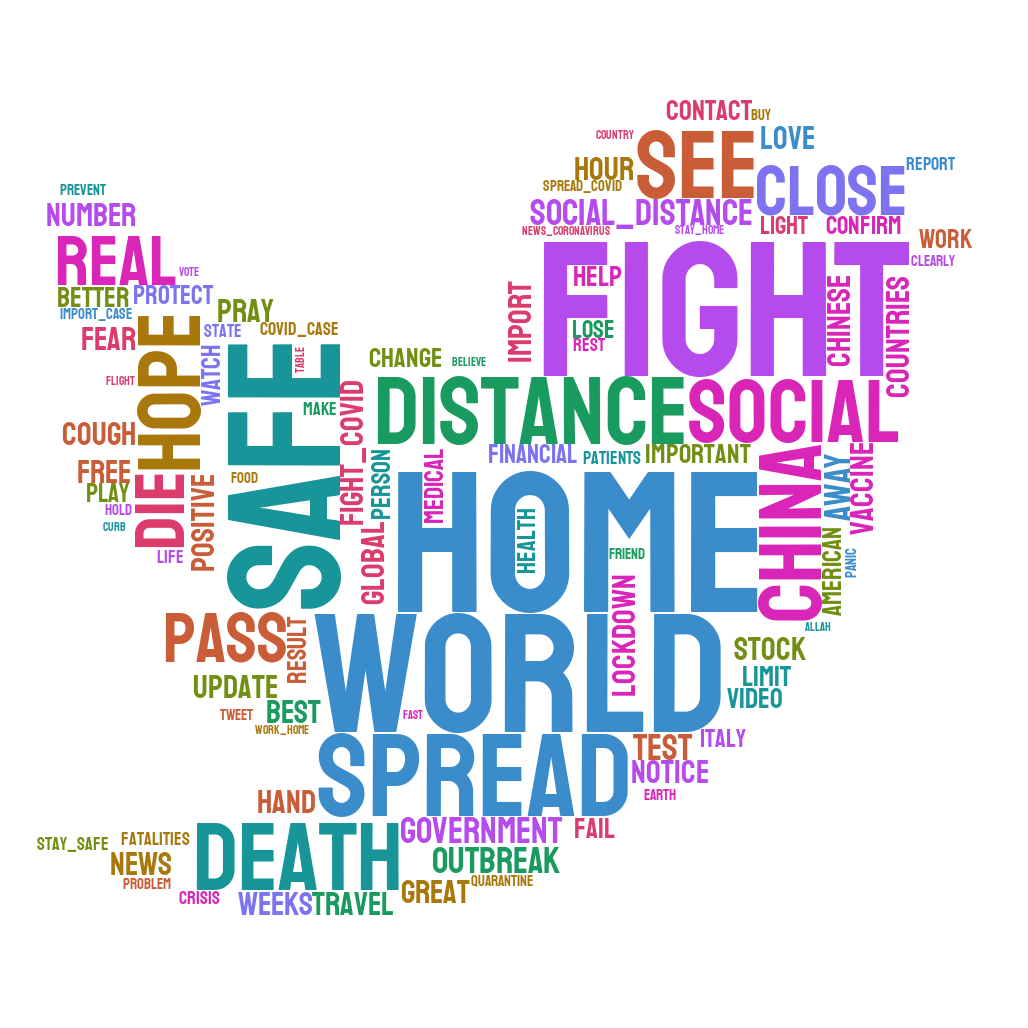 CONTACT
BUY
COUNTRY
SEE
LOVE
HOUR
CLOSE
REPORT
SPREAD_COVID
PREVENT
NUMBER
SOCIAL_DISTANCE
LIGHT
CONFIRM
NEWS_CORONAVIRUS
STAY_HOME
WORK
REAL
VOTE
FIGHT
CLEARLY
HELP
BETTER
PROTECT
IMPORT
CHINESE
COUNTRIES
IMPORT_CASE
PRAY
FEAR
HOPE
STATE
COVID_CASE
LOSE
REST
WATCH
SAFE
TABLE
CHANGE
BELIEVE
FLIGHT
MAKE
FIGHT_COVID
DISTANCE
SOCIAL
COUGH
FINANCIAL
PATIENTS
IMPORTANT
FREE
FOOD
PERSON
MEDICAL
HOME
CHINA
AWAY
VACCINE
PLAY
DIE
POSITIVE
HOLD
CURB
HEALTH
GLOBAL
FRIEND
AMERICAN
PANIC
LIFE
LOCKDOWN
PASS
RESULT
WORLD
ALLAH
STOCK
LIMIT
UPDATE
VIDEO
TWEET
BEST
FAST
WORK_HOME
SPREAD
TEST
ITALY
NOTICE
HAND
EARTH
STAY_SAFE
FATALITIES
DEATH
GOVERNMENT
FAIL
NEWS
OUTBREAK
PROBLEM
QUARANTINE
CRISIS
WEEKS
TRAVEL
GREAT